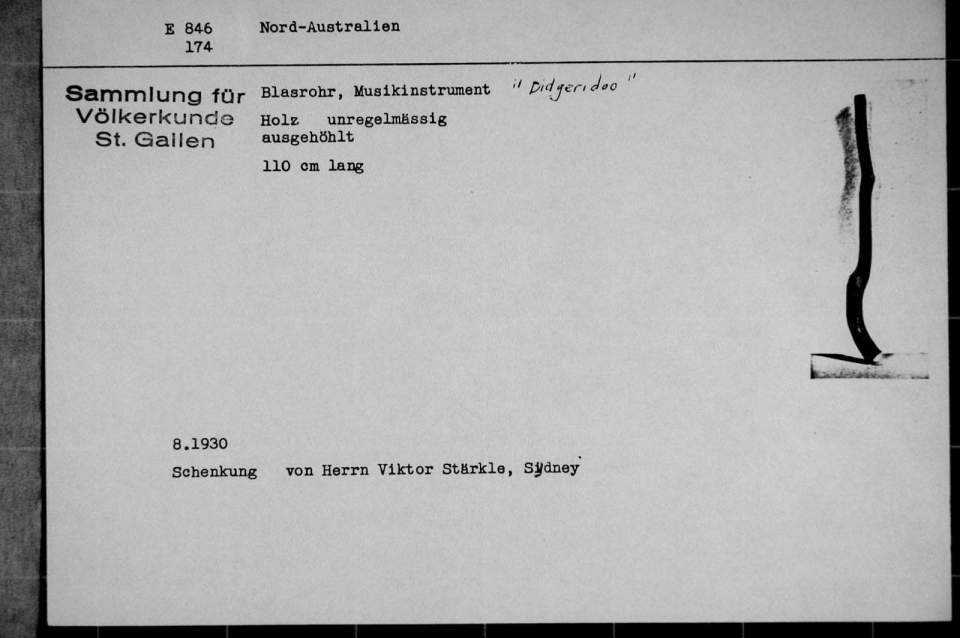 E 846 Nord-Australien
174
Sammlung für
Völkerkunde
St. Gallen
Blasrohr, Musikinstrument "Didgeridoo"
Holz unregelmässig
ausgehöhlt
110 cm lang
8.1930
Schenkung von Herrn Viktor Stärkle, Sydney